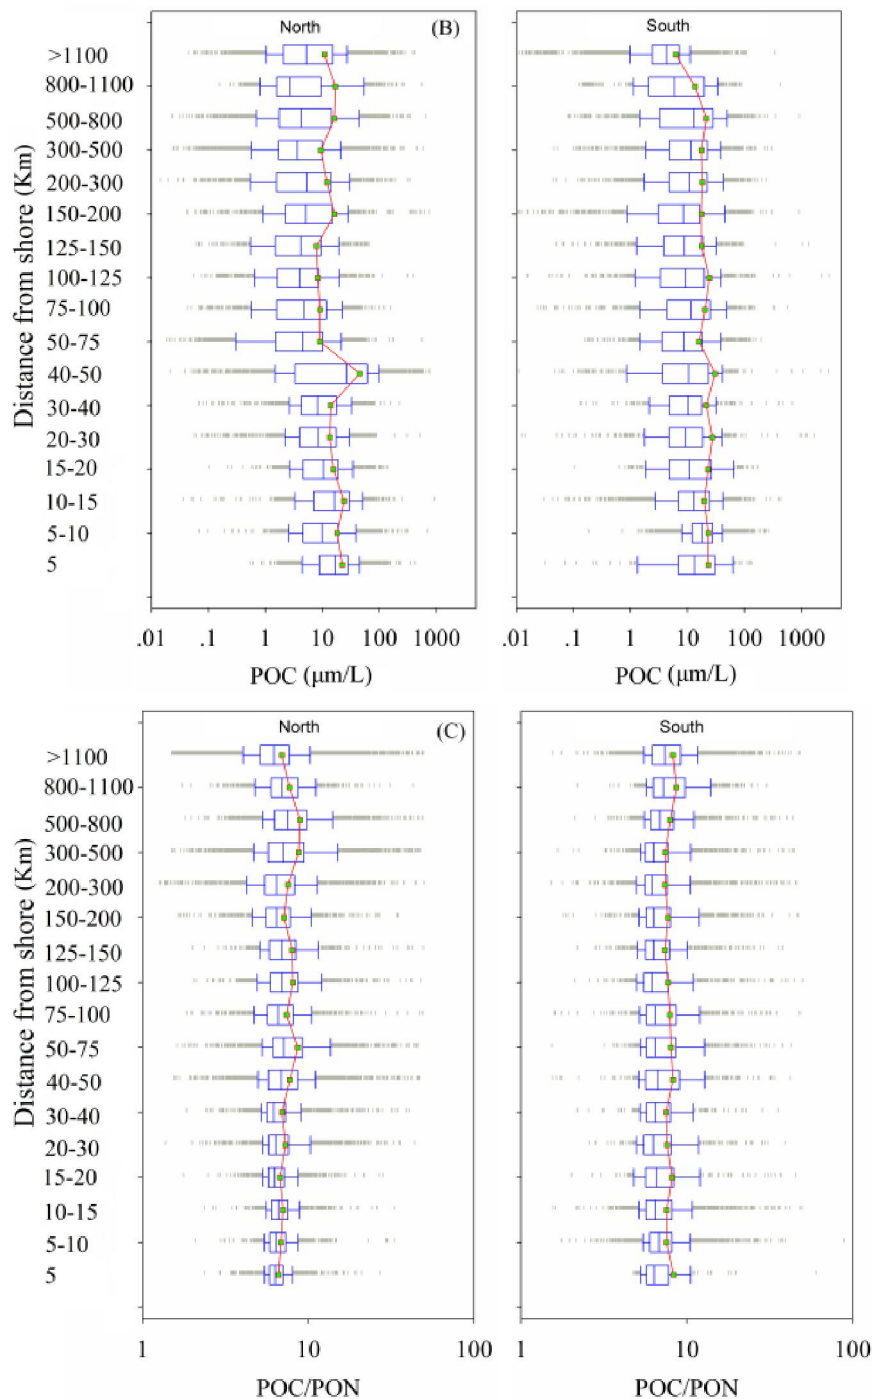 North (B)
South
Distance from shore (Km)
>1100
800-1100
500-800
300-500
200-300
150-200
125-150
100-125
75-100
50-75
40-50
30-40
20-30
15-20
10-15
5-10
5
.01 .1 1 10 100 1000
.01 .1 1 10 100 1000
POC (μm/L)
POC (μm/L)
North (C)
South
Distance from shore (Km)
>1100
800-1100
500-800
300-500
200-300
150-200
125-150
100-125
75-100
50-75
40-50
30-40
20-30
15-20
10-15
5-10
5
1 10 100
1 10 100
POC/PON
POC/PON